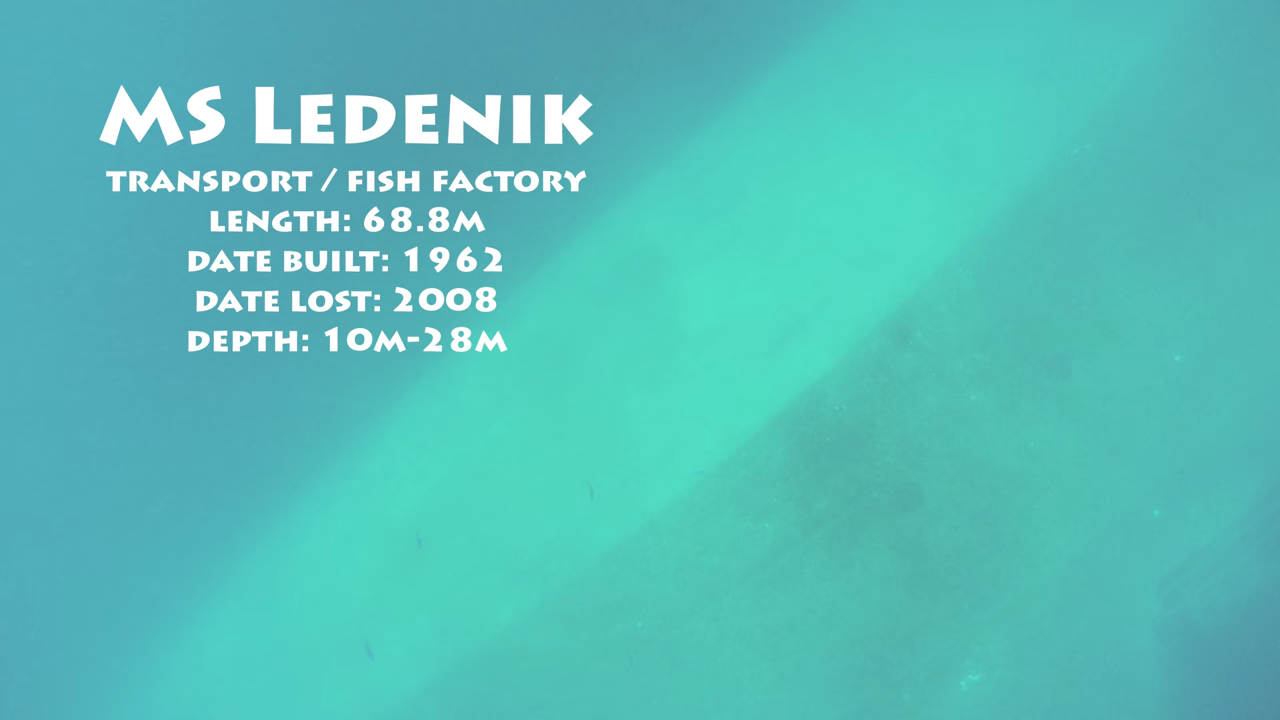 MS Ledenik
Transport / Fish Factory
Length: 68.8m
Date Built: 1962
Date Lost: 2008
Depth: 10m-28m